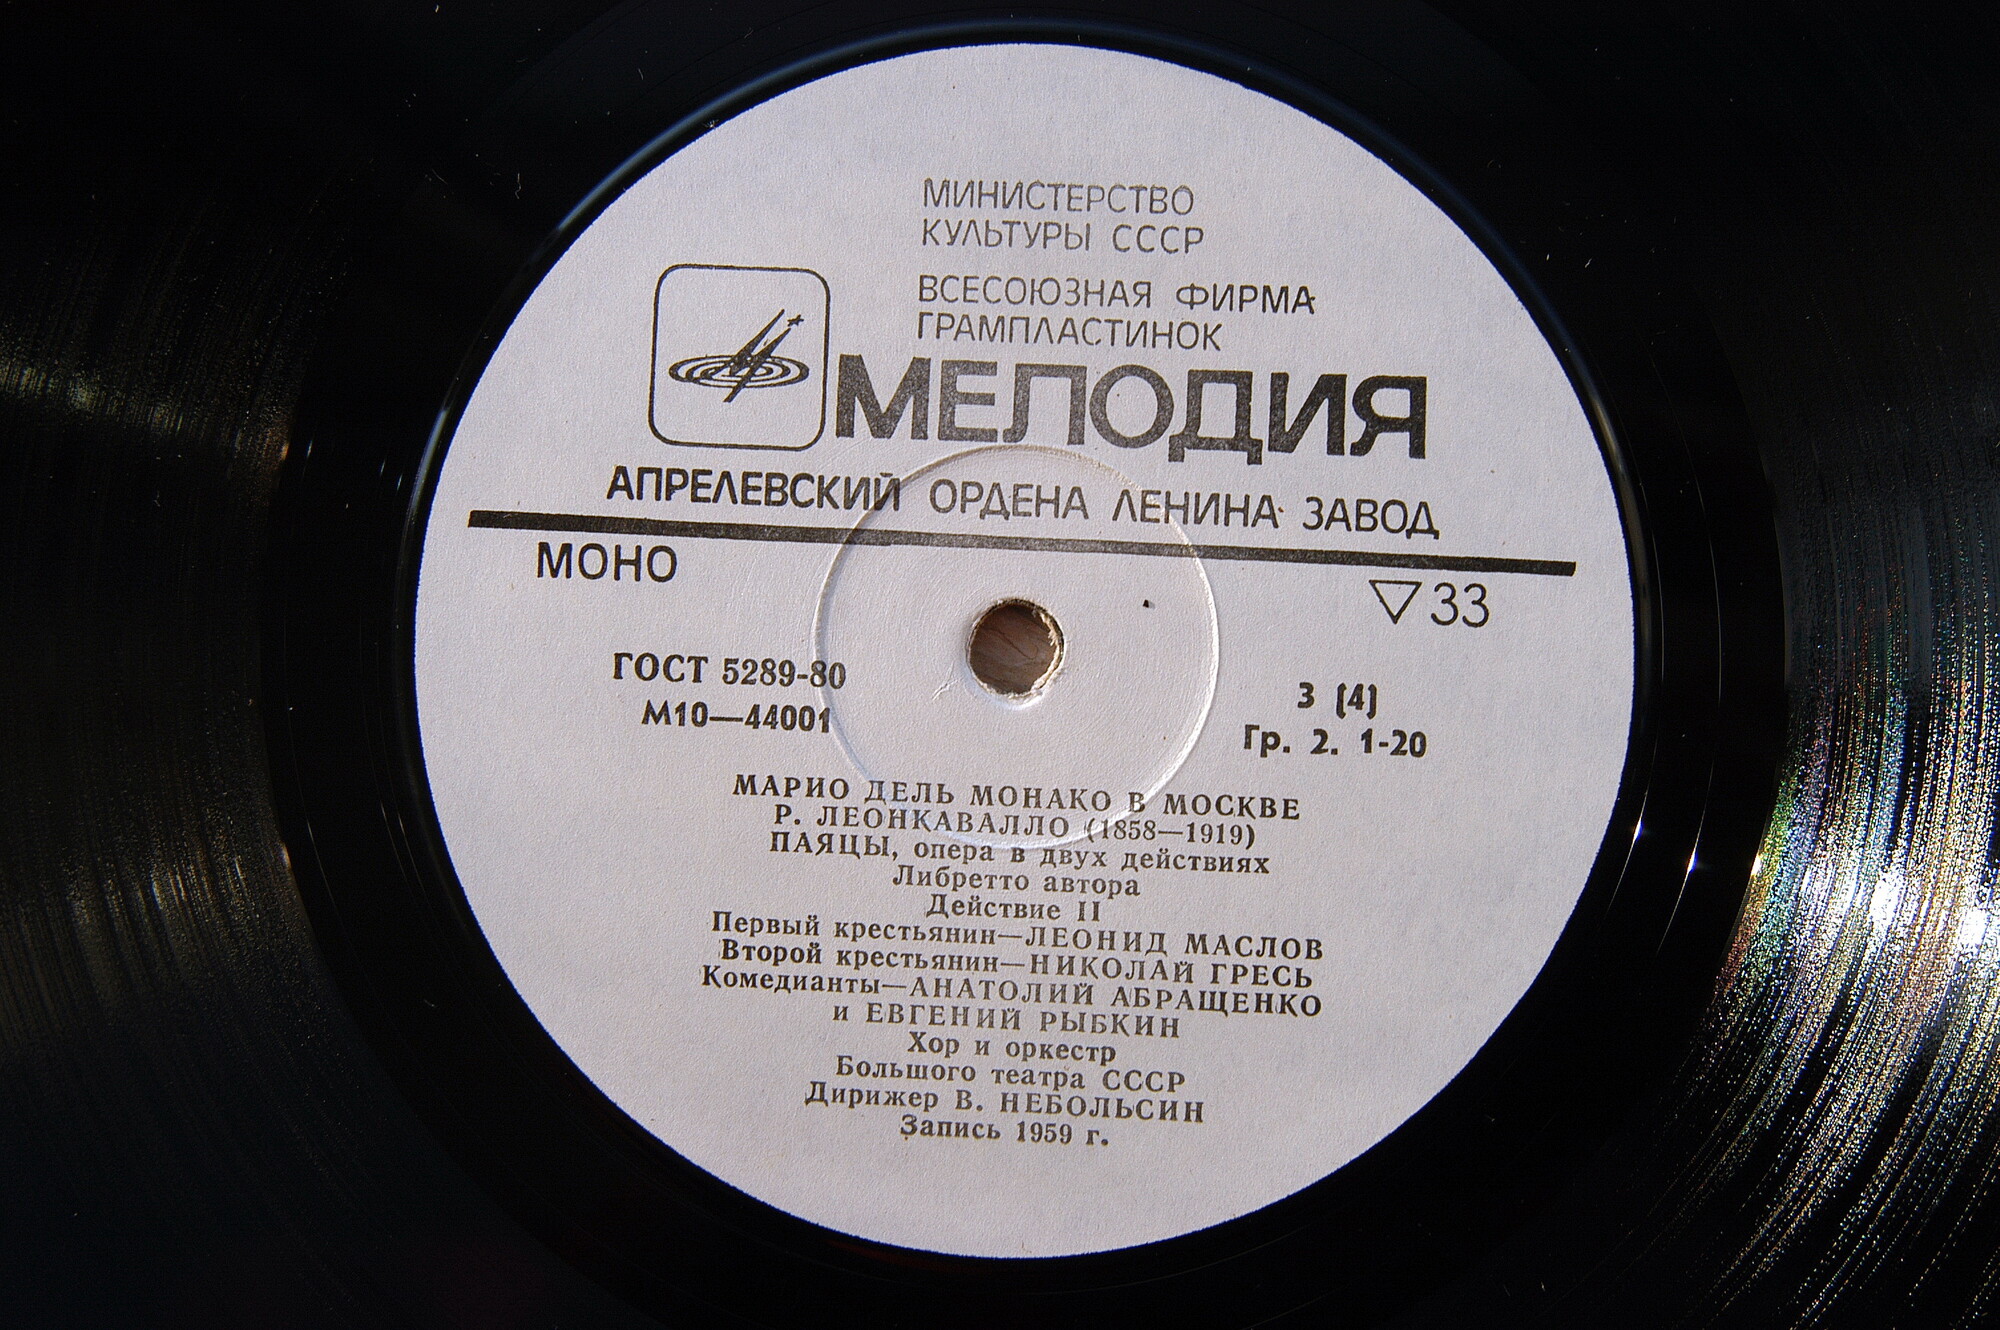 МИНИСТЕРСТВО
КУЛЬТУРЫ СССР
ВСЕСОЮЗНАЯ ФИРМА
ГРАМПЛАСТИНОК
МЕЛОДИЯ
АПРЕЛЕВСКИЙ ОРДЕНА ЛЕНИНА ЗАВОД
МОНО
▽33
ГОСТ 5289-80
М10—44001
3 (4)
Гр. 2. 1-20
МАРИО ДЕЛЬ МОНАКО В МОСКВЕ
Р. ЛЕОНКАВАЛЛО (1858—1919)
ПАЯЦЫ, опера в двух действиях
Либретто автора
Действие II
Первый крестьянин—ЛЕОНИД МАСЛОВ
Второй крестьянин—НИКОЛАЙ ГРЕСЬ
Комедианты—АНАТОЛИЙ АБРАЩЕНКО
и ЕВГЕНИЙ РЫБКИН
Хор и оркестр
Большого театра СССР
Дирижер В. НЕБОЛЬСИН
Запись 1959 г.